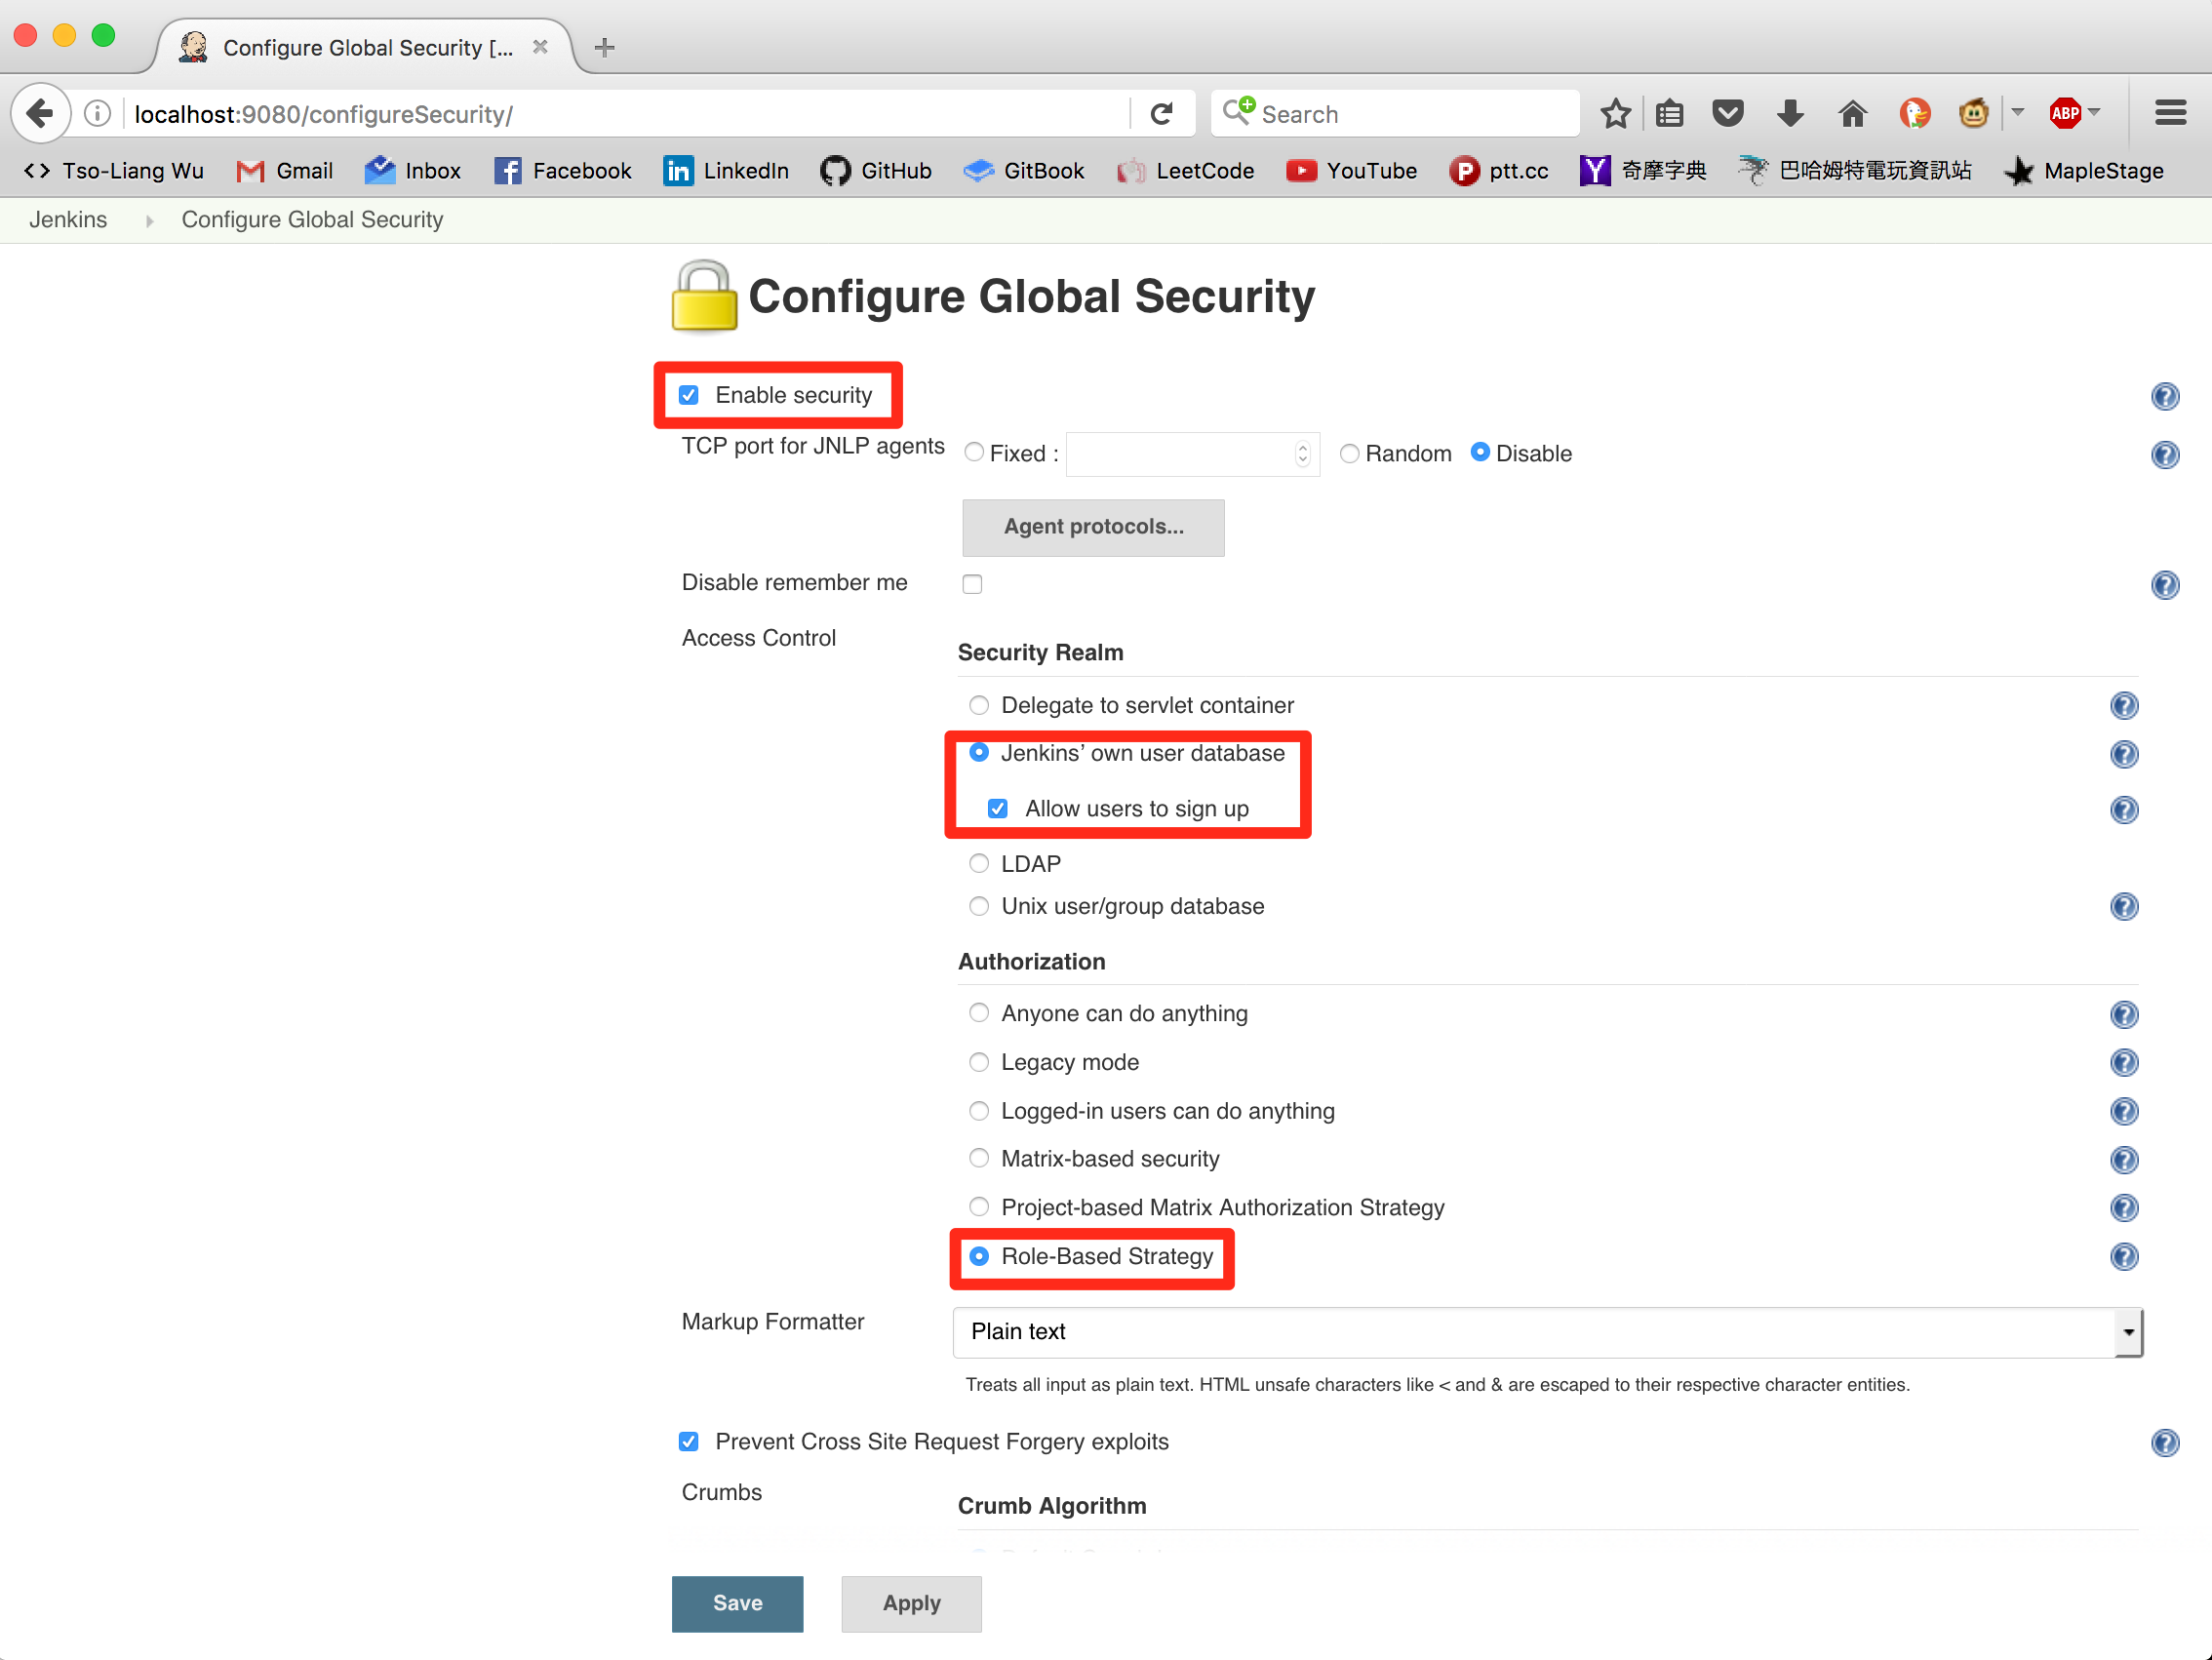 Configure Global Security [...
localhost:9080/configureSecurity/
Search
ABP
<> Tso-Liang Wu Gmail Inbox Facebook LinkedIn GitHub GitBook LeetCode YouTube ptt.cc 奇摩字典 巴哈姆特電玩資訊站 MapleStage
Jenkins Configure Global Security
Configure Global Security
Enable security
TCP port for JNLP agents Fixed : Random Disable
Agent protocols...
Disable remember me
Access Control
Security Realm
Delegate to servlet container
Jenkins’ own user database
Allow users to sign up
LDAP
Unix user/group database
Authorization
Anyone can do anything
Legacy mode
Logged-in users can do anything
Matrix-based security
Project-based Matrix Authorization Strategy
Role-Based Strategy
Markup Formatter
Plain text
Treats all input as plain text. HTML unsafe characters like < and & are escaped to their respective character entities.
Prevent Cross Site Request Forgery exploits
Crumbs
Crumb Algorithm
Save Apply